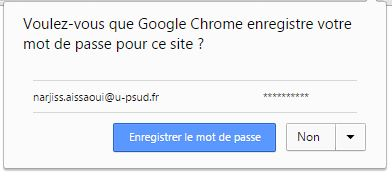 Voulez-vous que Google Chrome enregistre votre
mot de passe pour ce site ?
narjiss.aissaoui@u-psud.fr **********
Enregistrer le mot de passe Non